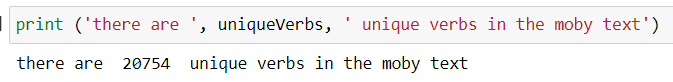 print ('there are ', uniqueVerbs, ' unique verbs in the moby text')
there are  20754  unique verbs in the moby text